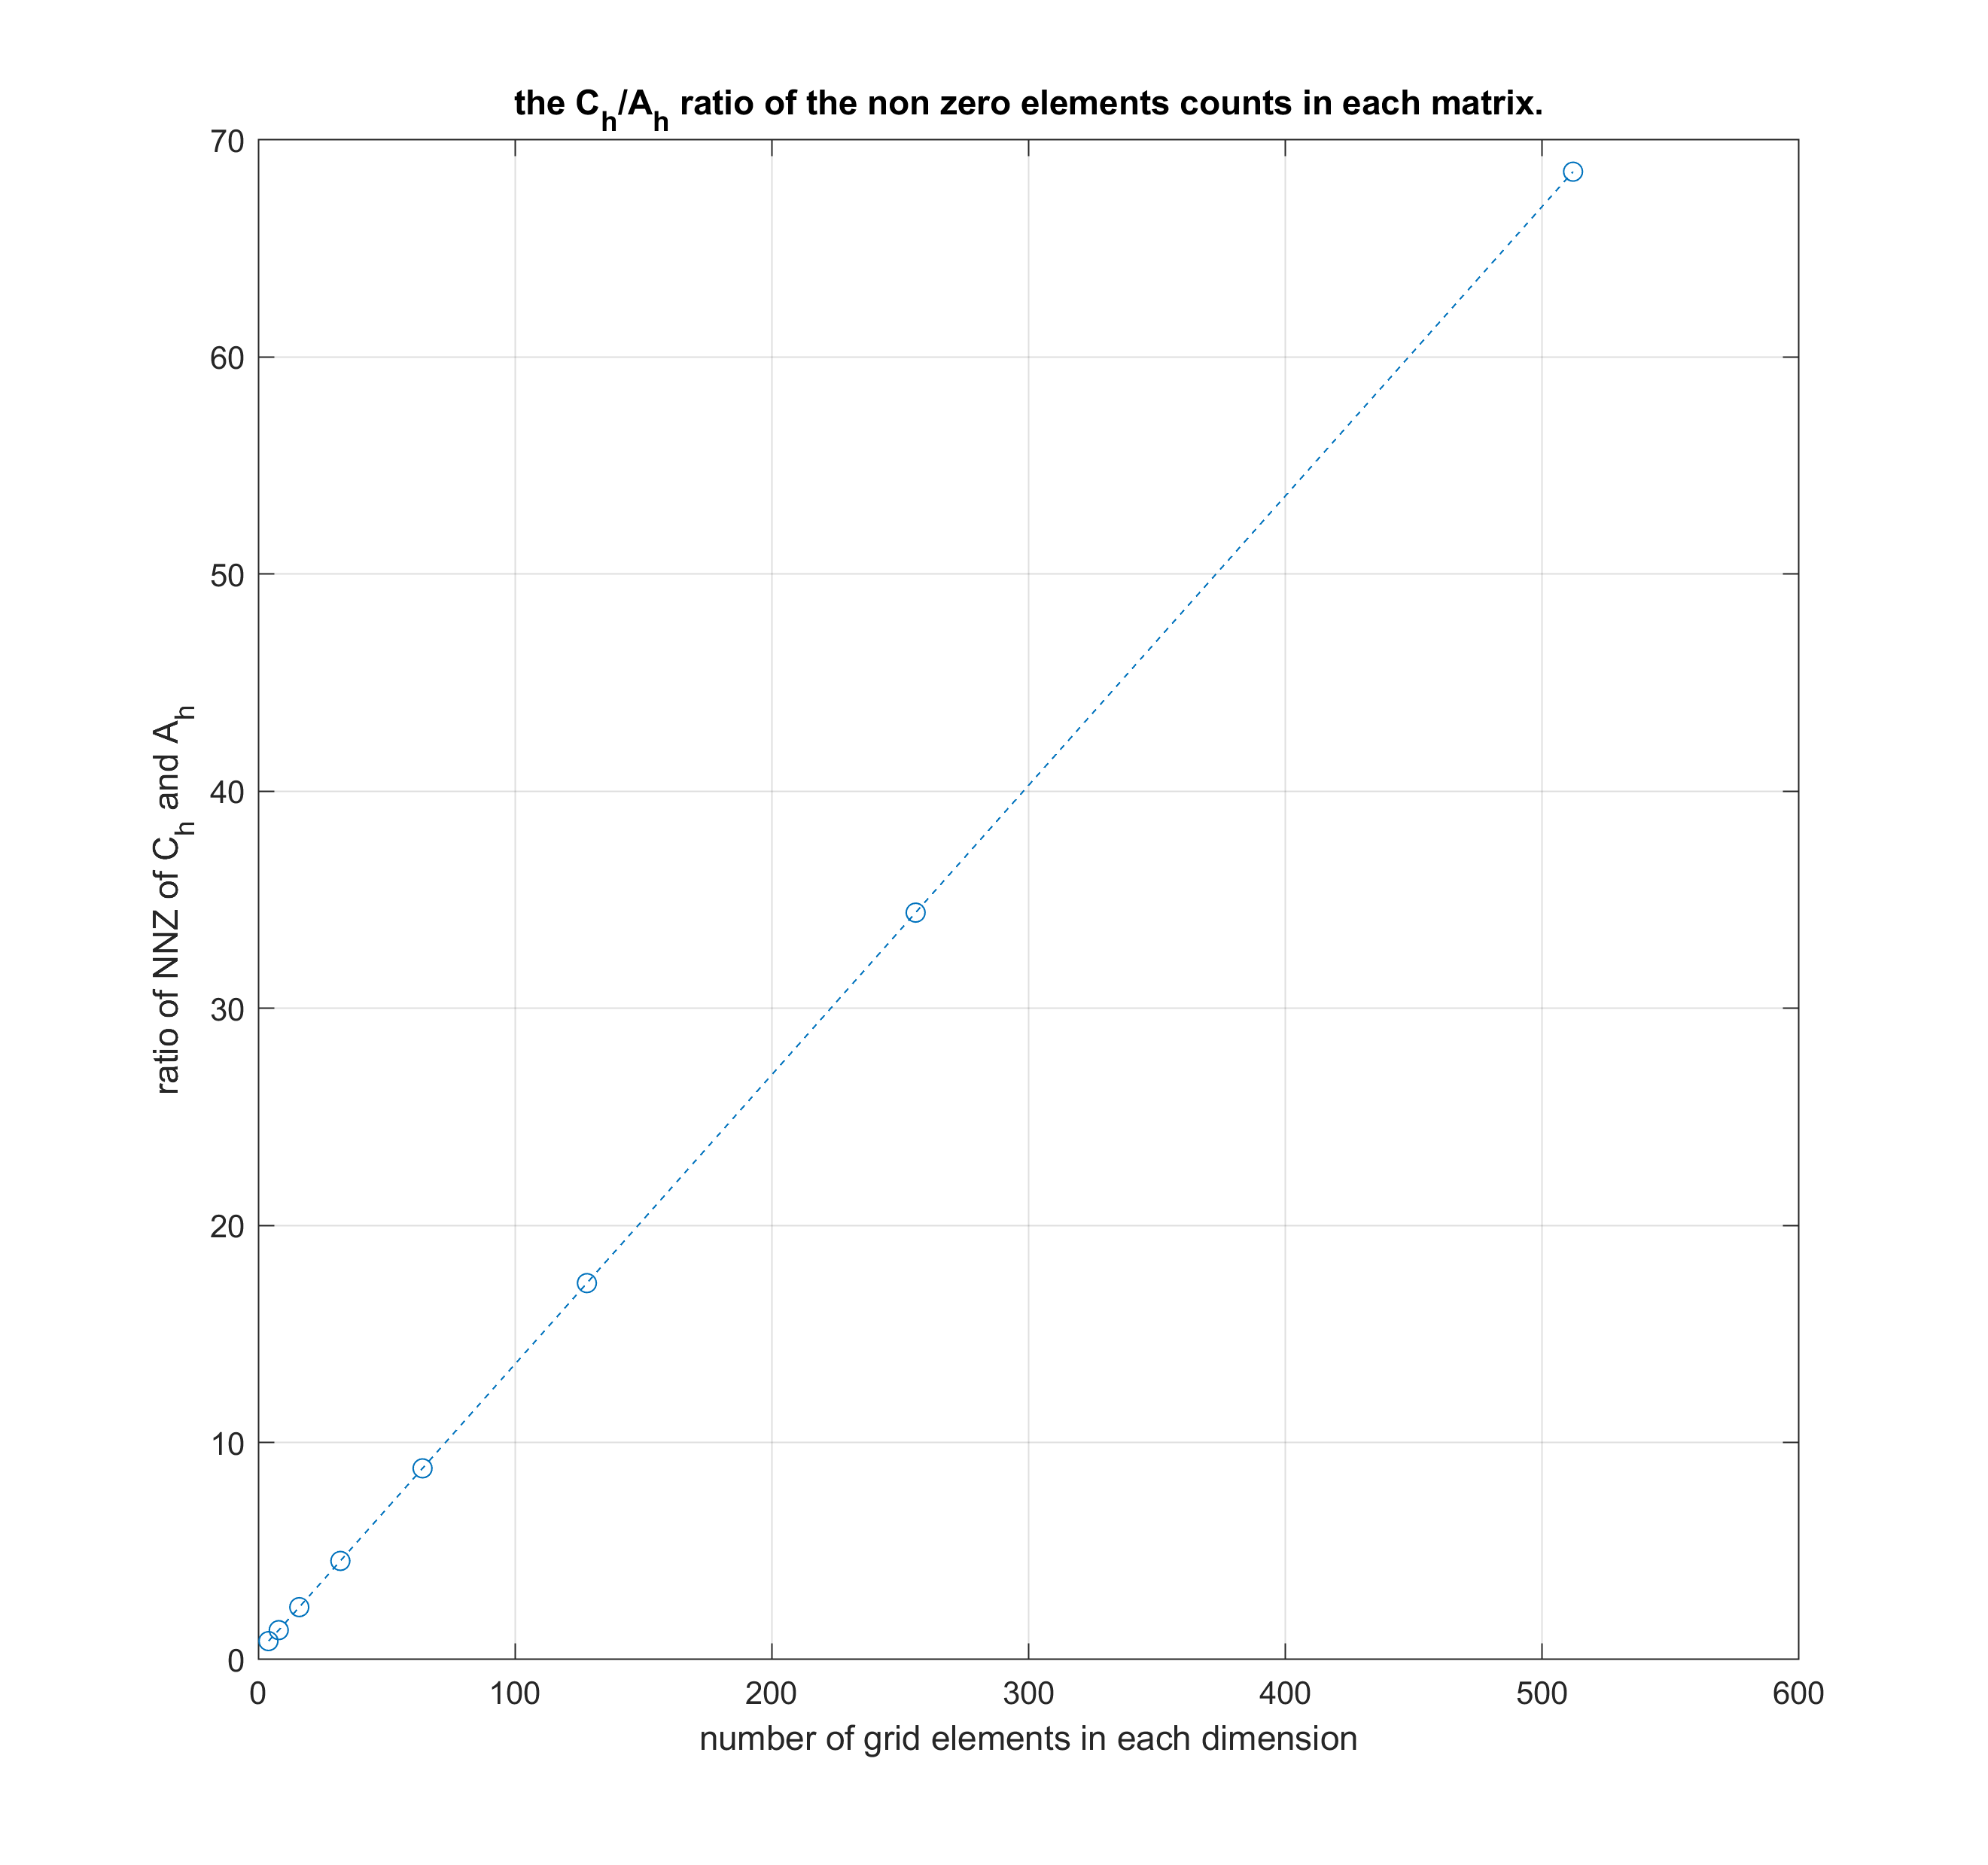 the C_h/A_h ratio of the non zero elements counts in each matrix.
70
60
50
40
30
20
10
0
ratio of NNZ of C_h and A_h
0 100 200 300 400 500 600
number of grid elements in each dimension